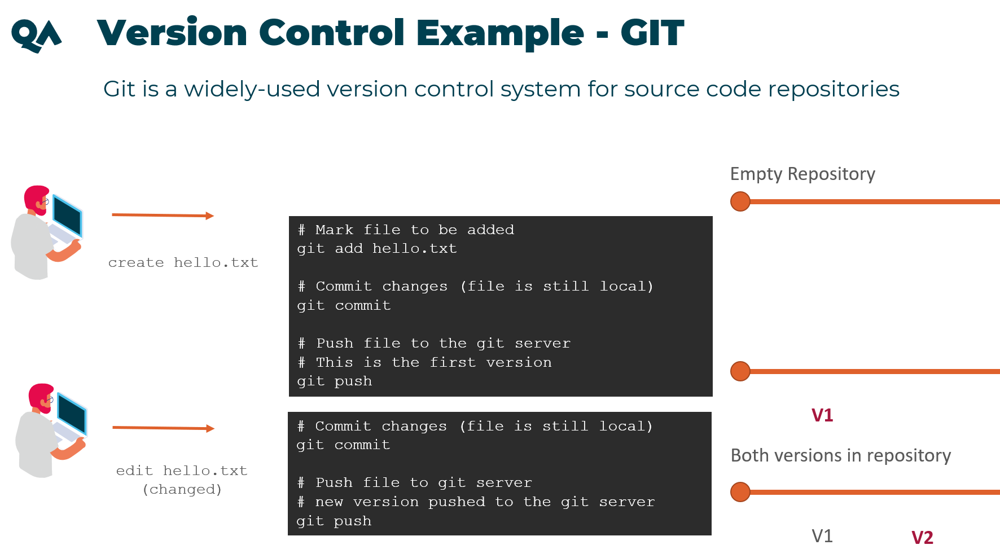 QA
Version Control Example - GIT
Git is a widely-used version control system for source code repositories
create hello.txt
# Mark file to be added
git add hello.txt
# Commit changes (file is still local)
git commit
# Push file to the git server
# This is the first version
git push
Empty Repository
V1
edit hello.txt
(changed)
# Commit changes (file is still local)
git commit
# Push file to git server
# new version pushed to the git server
git push
Both versions in repository
V1 V2